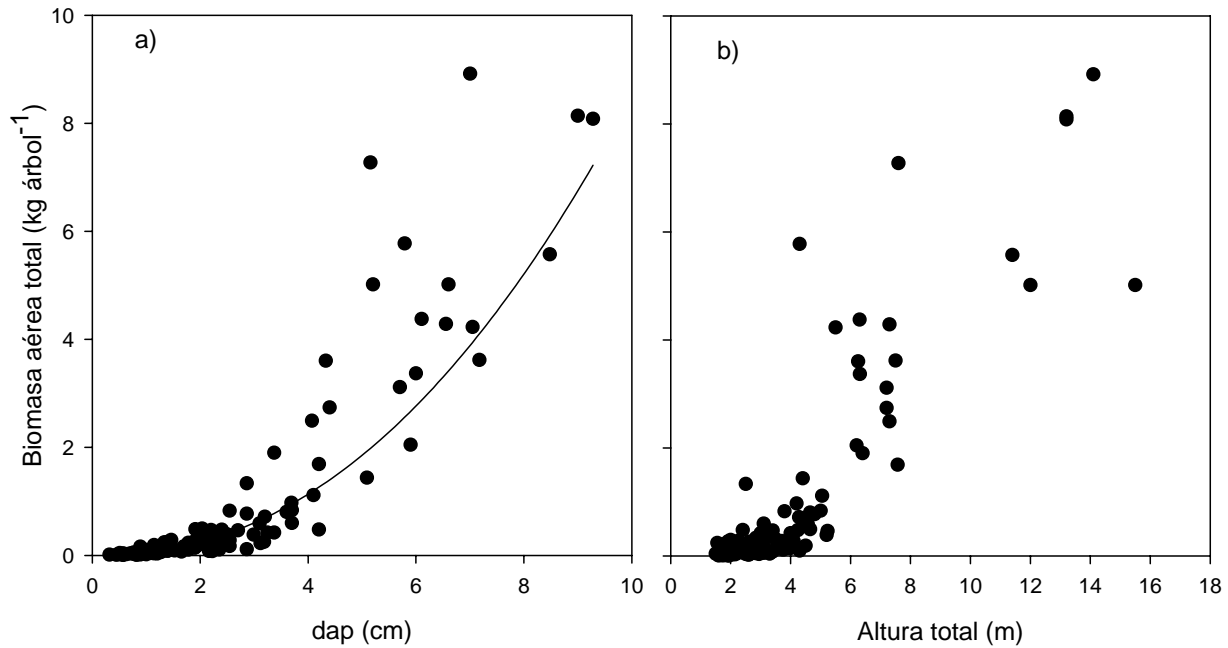 a)
b)
Biomasa aérea total (kg árbol⁻¹)
10
8
6
4
2
0
0 2 4 6 8 10
0 2 4 6 8 10 12 14 16 18
dap (cm)
Altura total (m)